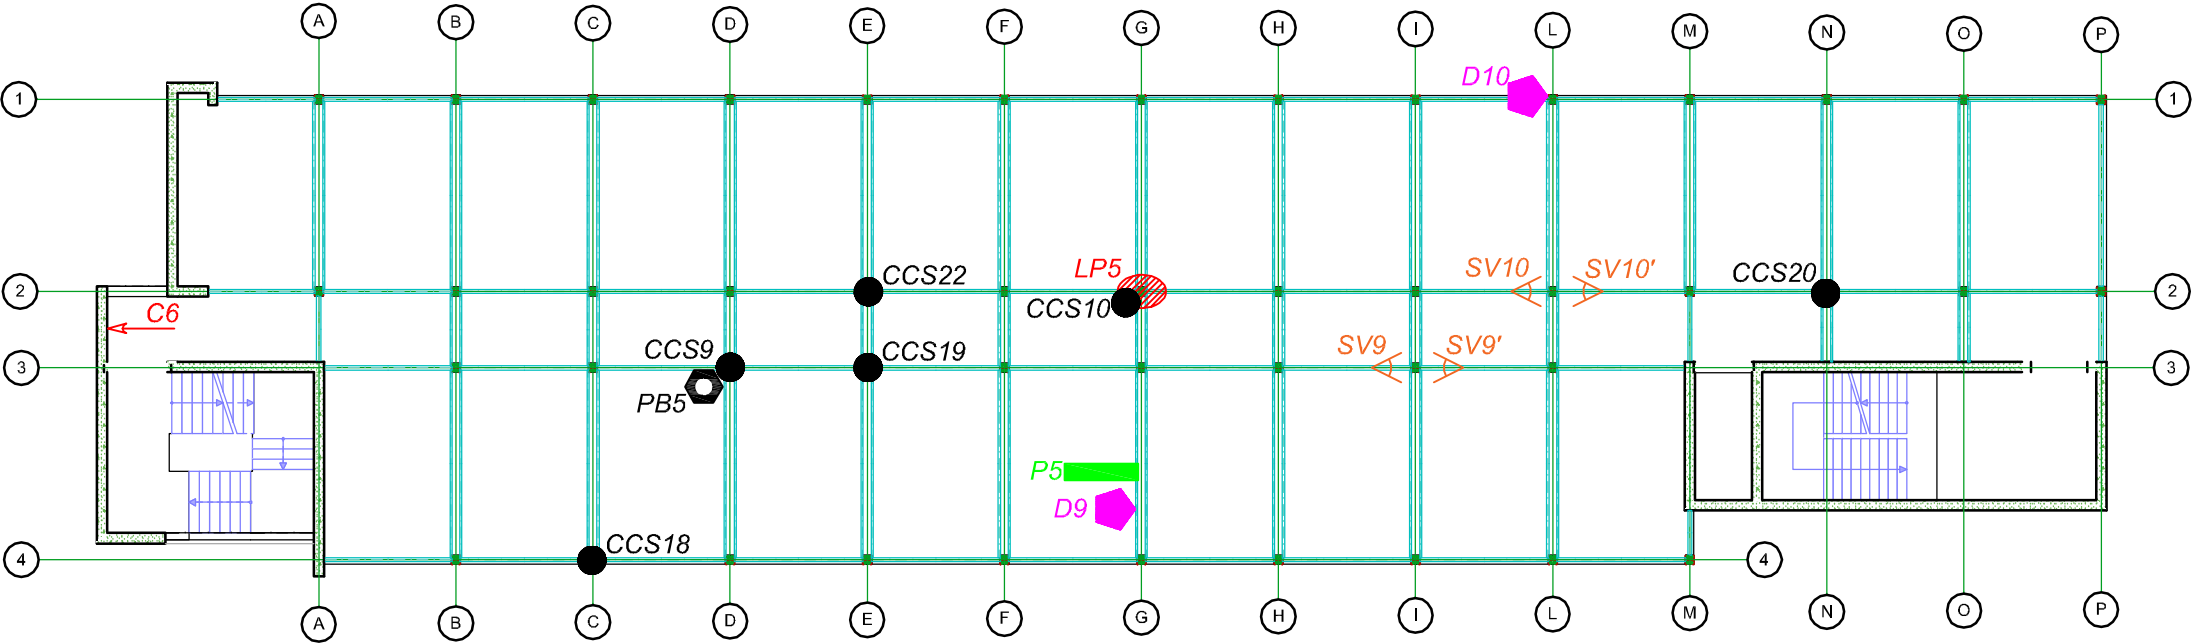 A B C D E F G H I L M N O P
D10
1 1
CCS22 LP5 SV10 SV10' CCS20
2 2
CCS10
C6
CCS9 CCS19 SV9 SV9'
3 3
PB5
P5
D9
CCS18
4 4
A B C D E F G H I L M N O P